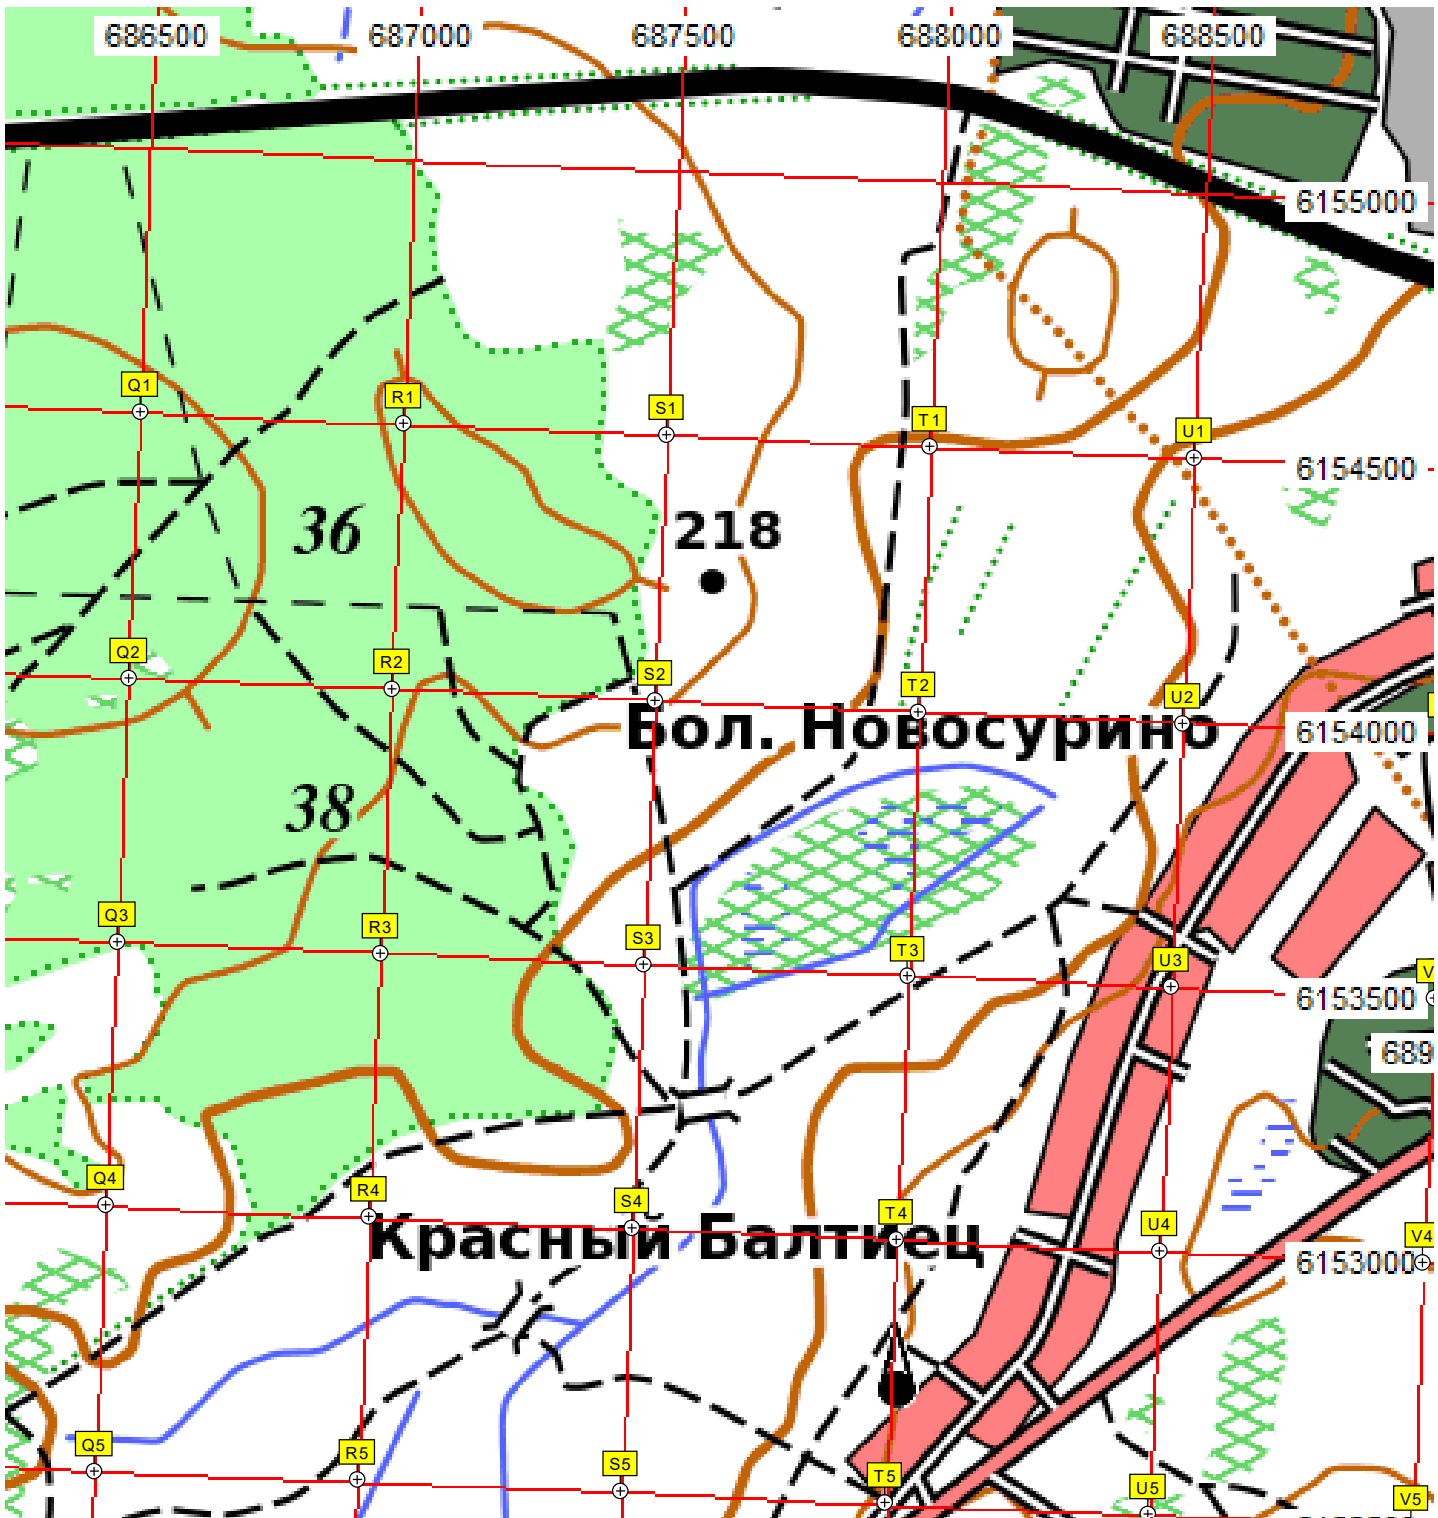 686500 687000 687500 688000 688500
6155000
Q1 R1 S1 T1 U1
6154500
36 218
Q2 R2 S2 T2 U2
Бол. Новосурино 6154000
38
Q3 R3 S3 T3 U3 V
6153500
689
Q4 R4 S4 T4 U4 V4
Красный Балтиец 6153000
Q5 R5 S5 T5 U5 V5